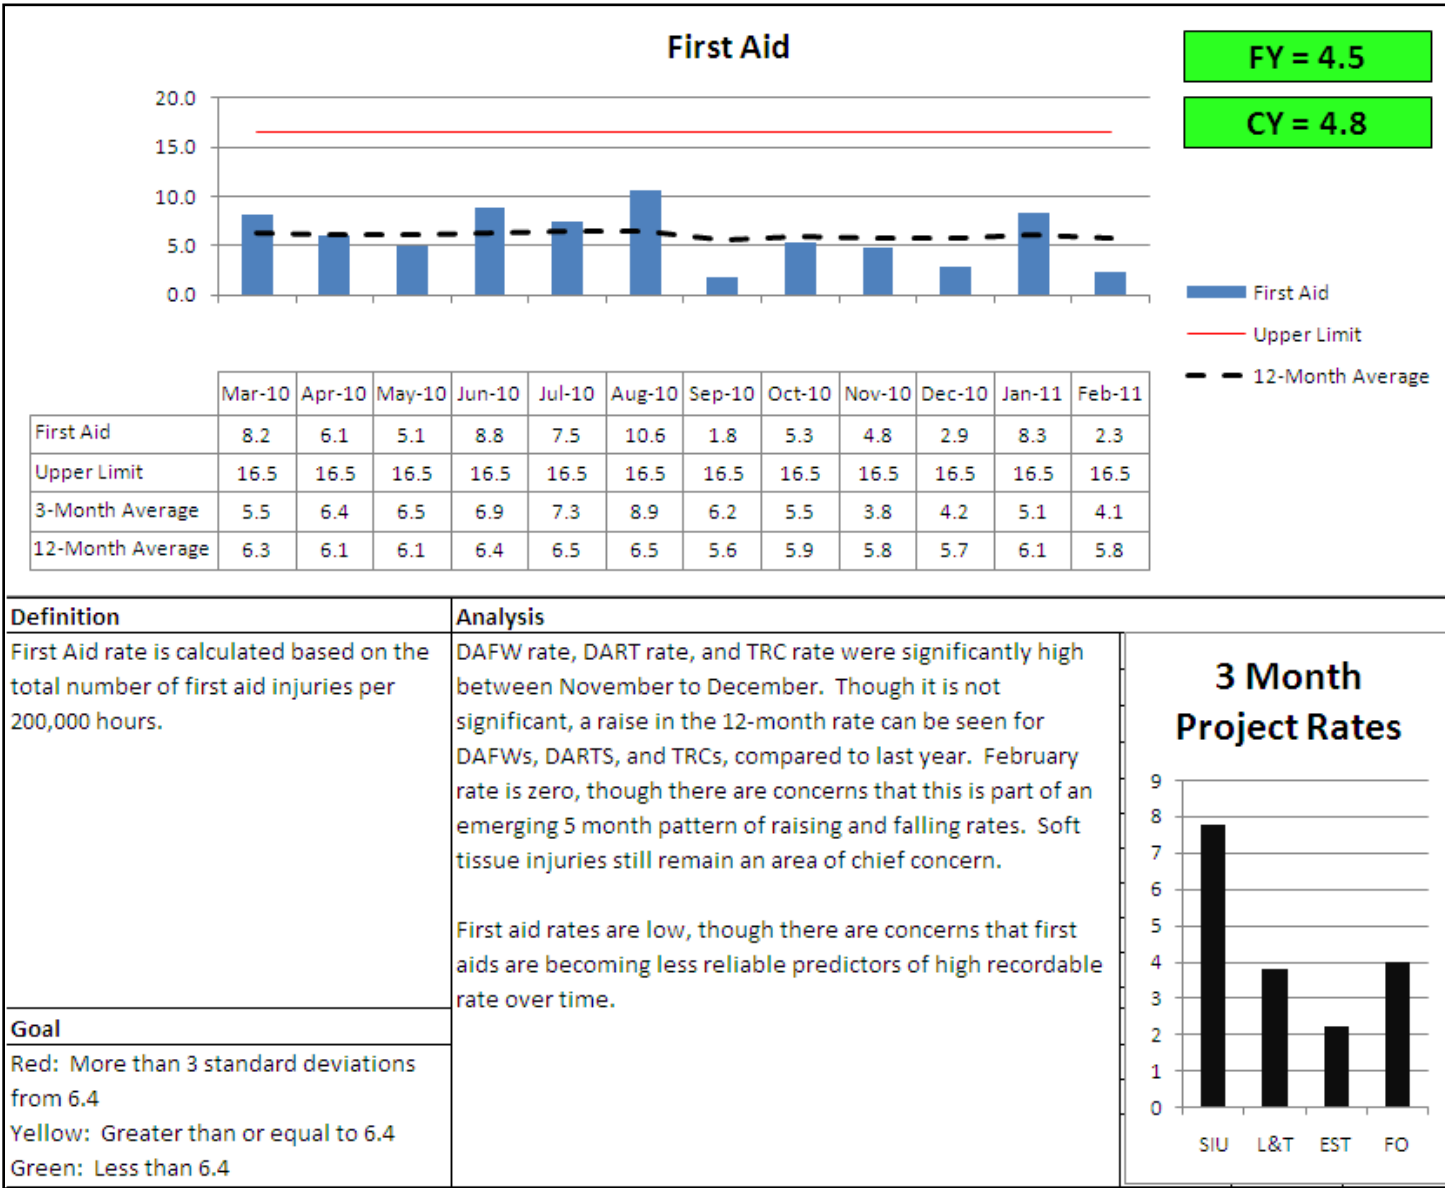 First Aid
FY = 4.5
CY = 4.8
20.0
15.0
10.0
5.0
0.0
First Aid
Upper Limit
12-Month Average
Mar-10 Apr-10 May-10 Jun-10 Jul-10 Aug-10 Sep-10 Oct-10 Nov-10 Dec-10 Jan-11 Feb-11
First Aid 8.2 6.1 5.1 8.8 7.5 10.6 1.8 5.3 4.8 2.9 8.3 2.3
Upper Limit 16.5 16.5 16.5 16.5 16.5 16.5 16.5 16.5 16.5 16.5 16.5 16.5
3-Month Average 5.5 6.4 6.5 6.9 7.3 8.9 6.2 5.5 3.8 4.2 5.1 4.1
12-Month Average 6.3 6.1 6.1 6.4 6.5 6.5 5.6 5.9 5.8 5.7 6.1 5.8
Definition
First Aid rate is calculated based on the
total number of first aid injuries per
200,000 hours.
Goal
Red: More than 3 standard deviations
from 6.4
Yellow: Greater than or equal to 6.4
Green: Less than 6.4
Analysis
DAFW rate, DART rate, and TRC rate were significantly high
between November to December. Though it is not
significant, a raise in the 12-month rate can be seen for
DAFWs, DARTS, and TRCs, compared to last year. February
rate is zero, though there are concerns that this is part of an
emerging 5 month pattern of raising and falling rates. Soft
tissue injuries still remain an area of chief concern.
First aid rates are low, though there are concerns that first
aids are becoming less reliable predictors of high recordable
rate over time.
3 Month
Project Rates
9
8
7
6
5
4
3
2
1
0
SIU L&T EST FO